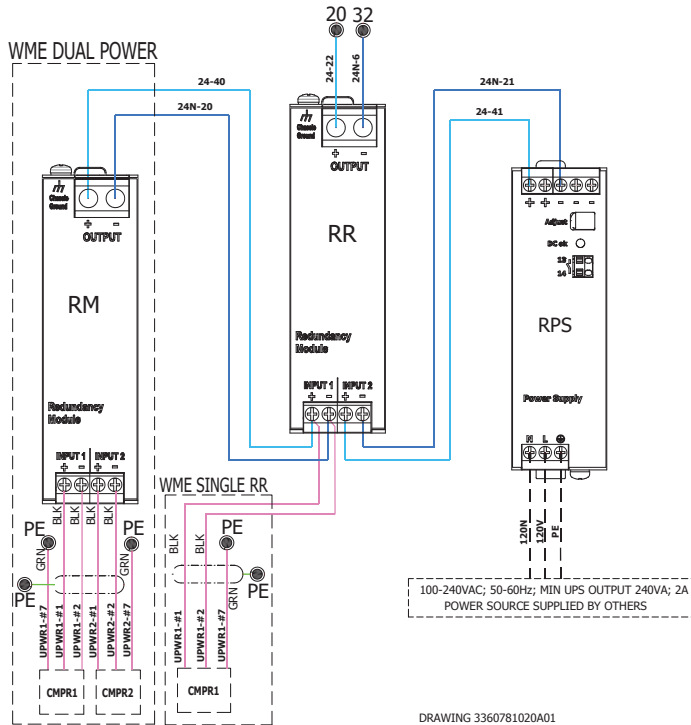 20 32
WME DUAL POWER
24-22
24N-6
24-40
24N-20
24N-21
24-41
Chassis
Ground
+ -
OUTPUT
RR
Redundancy
Module
INPUT 1 INPUT 2
+ - + -
Chassis
Ground
+ -
OUTPUT
RM
Redundancy
Module
INPUT 1 INPUT 2
+ - + -
+ + - - -
Adjust
DC ok
13
14
RPS
Power Supply
N L
120N
120V
PE
100-240VAC; 50-60Hz; MIN UPS OUTPUT 240VA; 2A
POWER SOURCE SUPPLIED BY OTHERS
PE
GRN
BLK
BLK
BLK
BLK
PE
GRN
PE
UPWR1-#7
UPWR1-#1
UPWR1-#2
UPWR2-#1
UPWR2-#2
UPWR2-#7
CMPR1
CMPR2
WME SINGLE RR
BLK
BLK
PE
GRN
PE
UPWR1-#1
UPWR1-#2
UPWR1-#7
CMPR1
DRAWING 3360781020A01